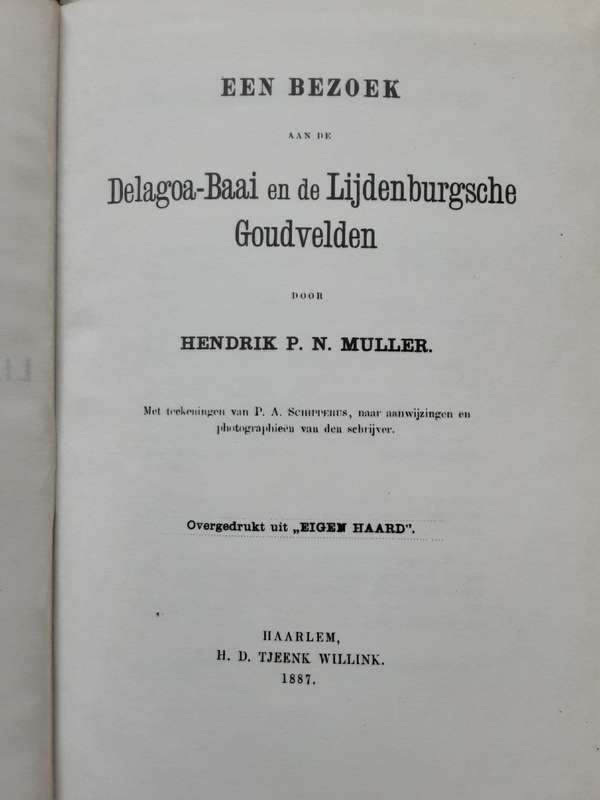 EEN BEZOEK
AAN DE
Delagoa-Baai en de Lijdenburgsche
Goudvelden
DOOR
HENDRIK P. N. MULLER.
Met teekeningen van P. A. SCHIPPERUS, naar aanwijzingen en
photographieën van den schrijver.
Overgedrukt uit „EIGEN HAARD”.
HAARLEM,
H. D. TJEENK WILLINK.
1887.